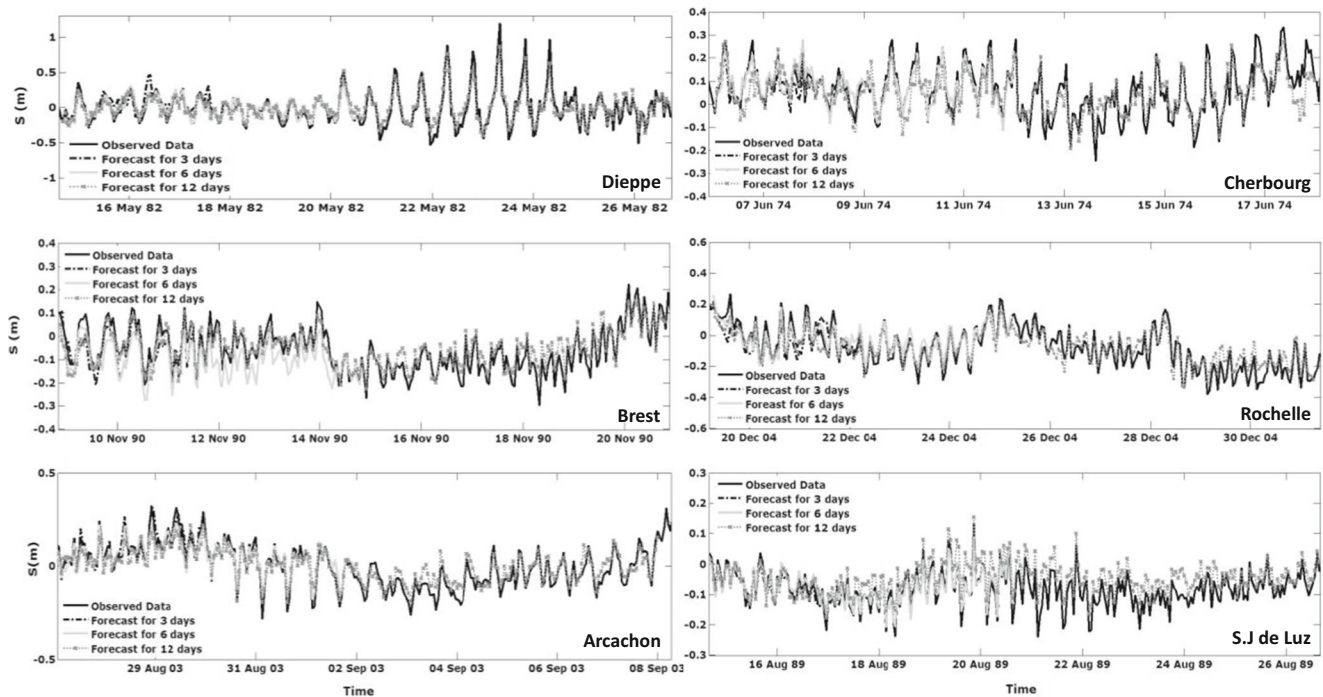 S (m)
1
0.5
0
-0.5
-1
Observed Data
Forecast for 3 days
Forecast for 6 days
Forecast for 12 days
Dieppe
16 May 82 18 May 82 20 May 82 22 May 82 24 May 82 26 May 82
0.4
0.3
0.2
0.1
0
-0.1
-0.2
-0.3
-0.4
Observed Data
Forecast for 3 days
Forecast for 6 days
Forecast for 12 days
Cherbourg
07 Jun 74 09 Jun 74 11 Jun 74 13 Jun 74 15 Jun 74 17 Jun 74
S (m)
0.4
0.3
0.2
0.1
0
-0.1
-0.2
-0.3
-0.4
Observed Data
Forecast for 3 days
Forecast for 6 days
Forecast for 12 days
Brest
10 Nov 90 12 Nov 90 14 Nov 90 16 Nov 90 18 Nov 90 20 Nov 90
0.6
0.4
0.2
0
-0.2
-0.4
-0.6
Observed Data
Forecast for 3 days
Forecast for 6 days
Forecast for 12 days
Rochelle
20 Dec 04 22 Dec 04 24 Dec 04 26 Dec 04 28 Dec 04 30 Dec 04
S(m)
0.5
0
-0.5
Observed Data
Forecast for 3 days
Forecast for 6 days
Forecast for 12 days
Arcachon
29 Aug 03 31 Aug 03 02 Sep 03 04 Sep 03 06 Sep 03 08 Sep 03
Time
0.3
0.2
0.1
0
-0.1
-0.2
-0.3
Observed Data
Forecast for 3 days
Forecast for 6 days
Forecast for 12 days
S.J de Luz
16 Aug 89 18 Aug 89 20 Aug 89 22 Aug 89 24 Aug 89 26 Aug 89
Time